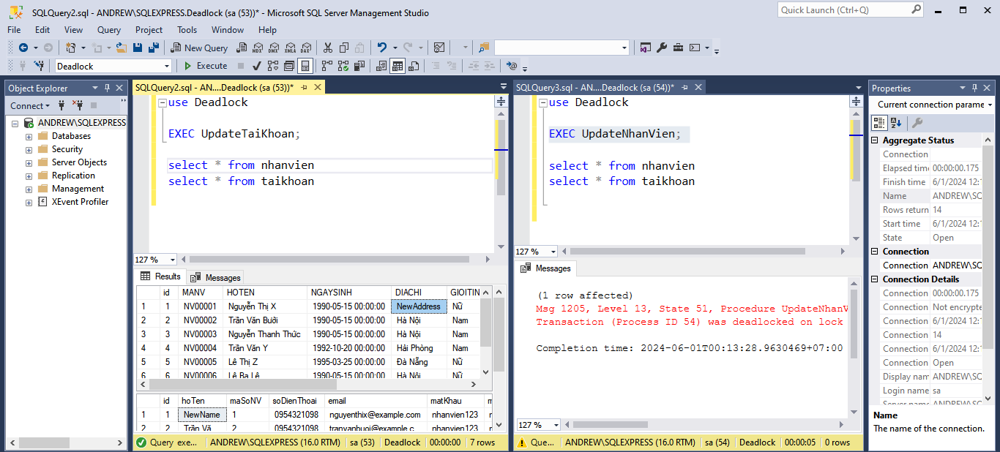 SQLQuery2.sql - ANDREW\SQLEXPRESS.Deadlock (sa (53))* - Microsoft SQL Server Management Studio
Quick Launch (Ctrl+Q)
File Edit View Query Project Tools Window Help
New Query MDX DMX XMLA DAX
Deadlock Execute
Object Explorer
Connect
ANDREW\SQLEXPRESS
Databases
Security
Server Objects
Replication
Management
XEvent Profiler
SQLQuery2.sql - AN....Deadlock (sa (53))*
use Deadlock
EXEC UpdateTaiKhoan;
select * from nhanvien
select * from taikhoan
127 %
Results Messages
id MANV HOTEN NGAYSINH DIACHI GIOITIN
1 1 NV00001 Nguyễn Thị X 1990-05-15 00:00:00 NewAddress Nữ
2 2 NV00002 Trần Văn Bưởi 1990-05-15 00:00:00 Hà Nội Nam
3 3 NV00003 Nguyễn Thanh Thức 1990-05-15 00:00:00 Hà Nội Nam
4 4 NV00004 Trần Văn Y 1992-10-20 00:00:00 Hải Phòng Nam
5 5 NV00005 Lê Thị Z 1995-03-25 00:00:00 Đà Nẵng Nữ
6 6 NV00006 Lê Ba Lê 1990-05-15 00:00:00 Hà Nội Nữ
id hoTen maSoNV soDienThoai email matKhau
1 1 NewName 1 0954321098 nguyenthix@example.com nhanvien123
2 2 Trần Vă 2 0954321098 tranvanbuoi@example.c nhanvien123
Query exe... ANDREW\SQLEXPRESS (16.0 RTM) sa (53) Deadlock 00:00:00 7 rows
SQLQuery3.sql - AN....Deadlock (sa (54))*
use Deadlock
EXEC UpdateNhanVien;
select * from nhanvien
select * from taikhoan
127 %
Messages
(1 row affected)
Msg 1205, Level 13, State 51, Procedure UpdateNhanV
Transaction (Process ID 54) was deadlocked on lock
Completion time: 2024-06-01T00:13:28.9630469+07:00
127 %
Que... ANDREW\SQLEXPRESS (16.0 RTM) sa (54) Deadlock 00:00:05 0 rows
Properties
Current connection parame
Aggregate Status
Connection
Elapsed time 00:00:00.175
Finish time 6/1/2024 12:1
Name ANDREW\SQ
Rows return 14
Start time 6/1/2024 12:1
State Open
Connection
Connection ANDREW\SQ
Connection Details
Connection 00:00:00.175
Connection Not encrypte
Connection 6/1/2024 12:1
Connection 14
Connection 6/1/2024 12:1
Connection Open
Display nam ANDREW\SQ
Login name sa
Server name ANDREW\SQ
Name
The name of the connection.